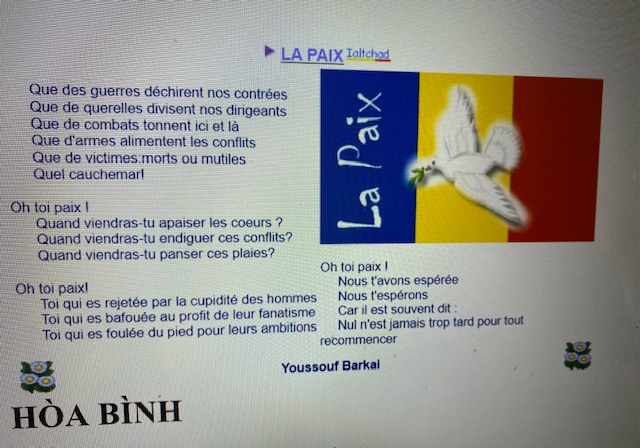 LA PAIX Ialtchad
Que des guerres déchirent nos contrées
Que de querelles divisent nos dirigeants
Que de combats tonnent ici et là
Que d'armes alimentent les conflits
Que de victimes:morts ou mutiles
Quel cauchemar!
Oh toi paix !
Quand viendras-tu apaiser les coeurs ?
Quand viendras-tu endiguer ces conflits?
Quand viendras-tu panser ces plaies?
Oh toi paix!
Toi qui es rejetée par la cupidité des hommes
Toi qui es bafouée au profit de leur fanatisme
Toi qui es foulée du pied pour leurs ambitions
La Paix
Oh toi paix !
Nous t'avons espérée
Nous t'espérons
Car il est souvent dit :
Nul n'est jamais trop tard pour tout
recommencer
Youssouf Barkai
HÒA BÌNH